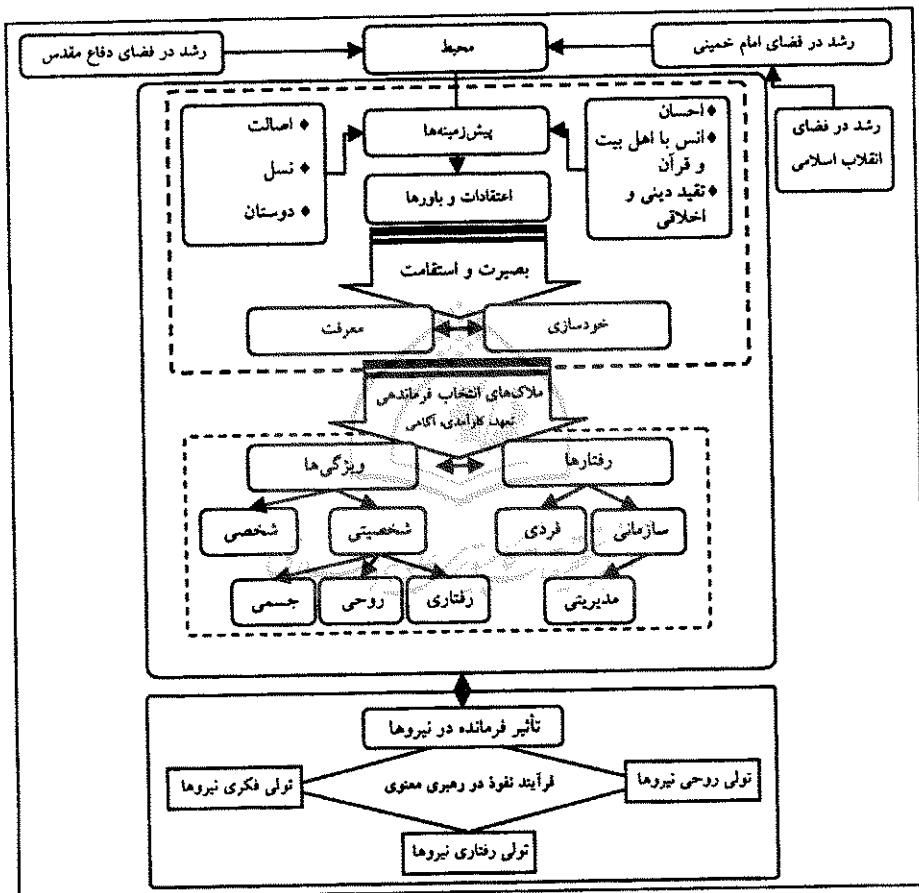 رشد در فضای امام خمینی
محیط
رشد در فضای دفاع مقدس
رشد در فضای
انقلاب اسلامی
♦ احسان
♦ انس با اهل بیت
و قرآن
♦ تقید دینی و
اخلاقی
پیش‌زمینه‌ها
♦ اصالت
♦ نسل
♦ دوستان
اعتقادات و باورها
بصیرت و استقامت
خودسازی
معرفت
ملاک‌های انتخاب فرماندهی
تعهد، کارآمدی، آگاهی
رفتارها
ویژگی‌ها
سازمانی
فردی
شخصیتی
شخصی
مدیریتی
رفتاری
روحی
جسمی
تأثیر فرمانده در نیروها
تولی روحی نیروها
فرآیند نفوذ در رهبری معنوی
تولی فکری نیروها
تولی رفتاری نیروها